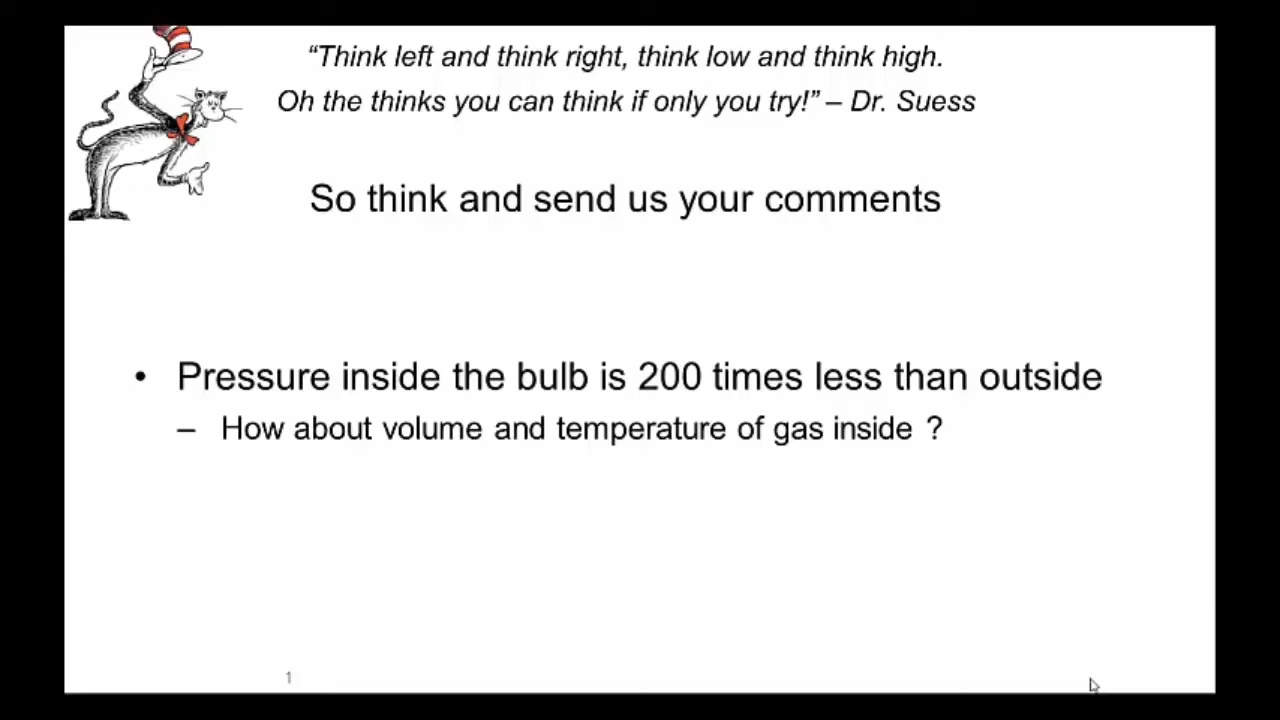 “Think left and think right, think low and think high.
Oh the thinks you can think if only you try!” – Dr. Suess
So think and send us your comments
• Pressure inside the bulb is 200 times less than outside
– How about volume and temperature of gas inside ?
1